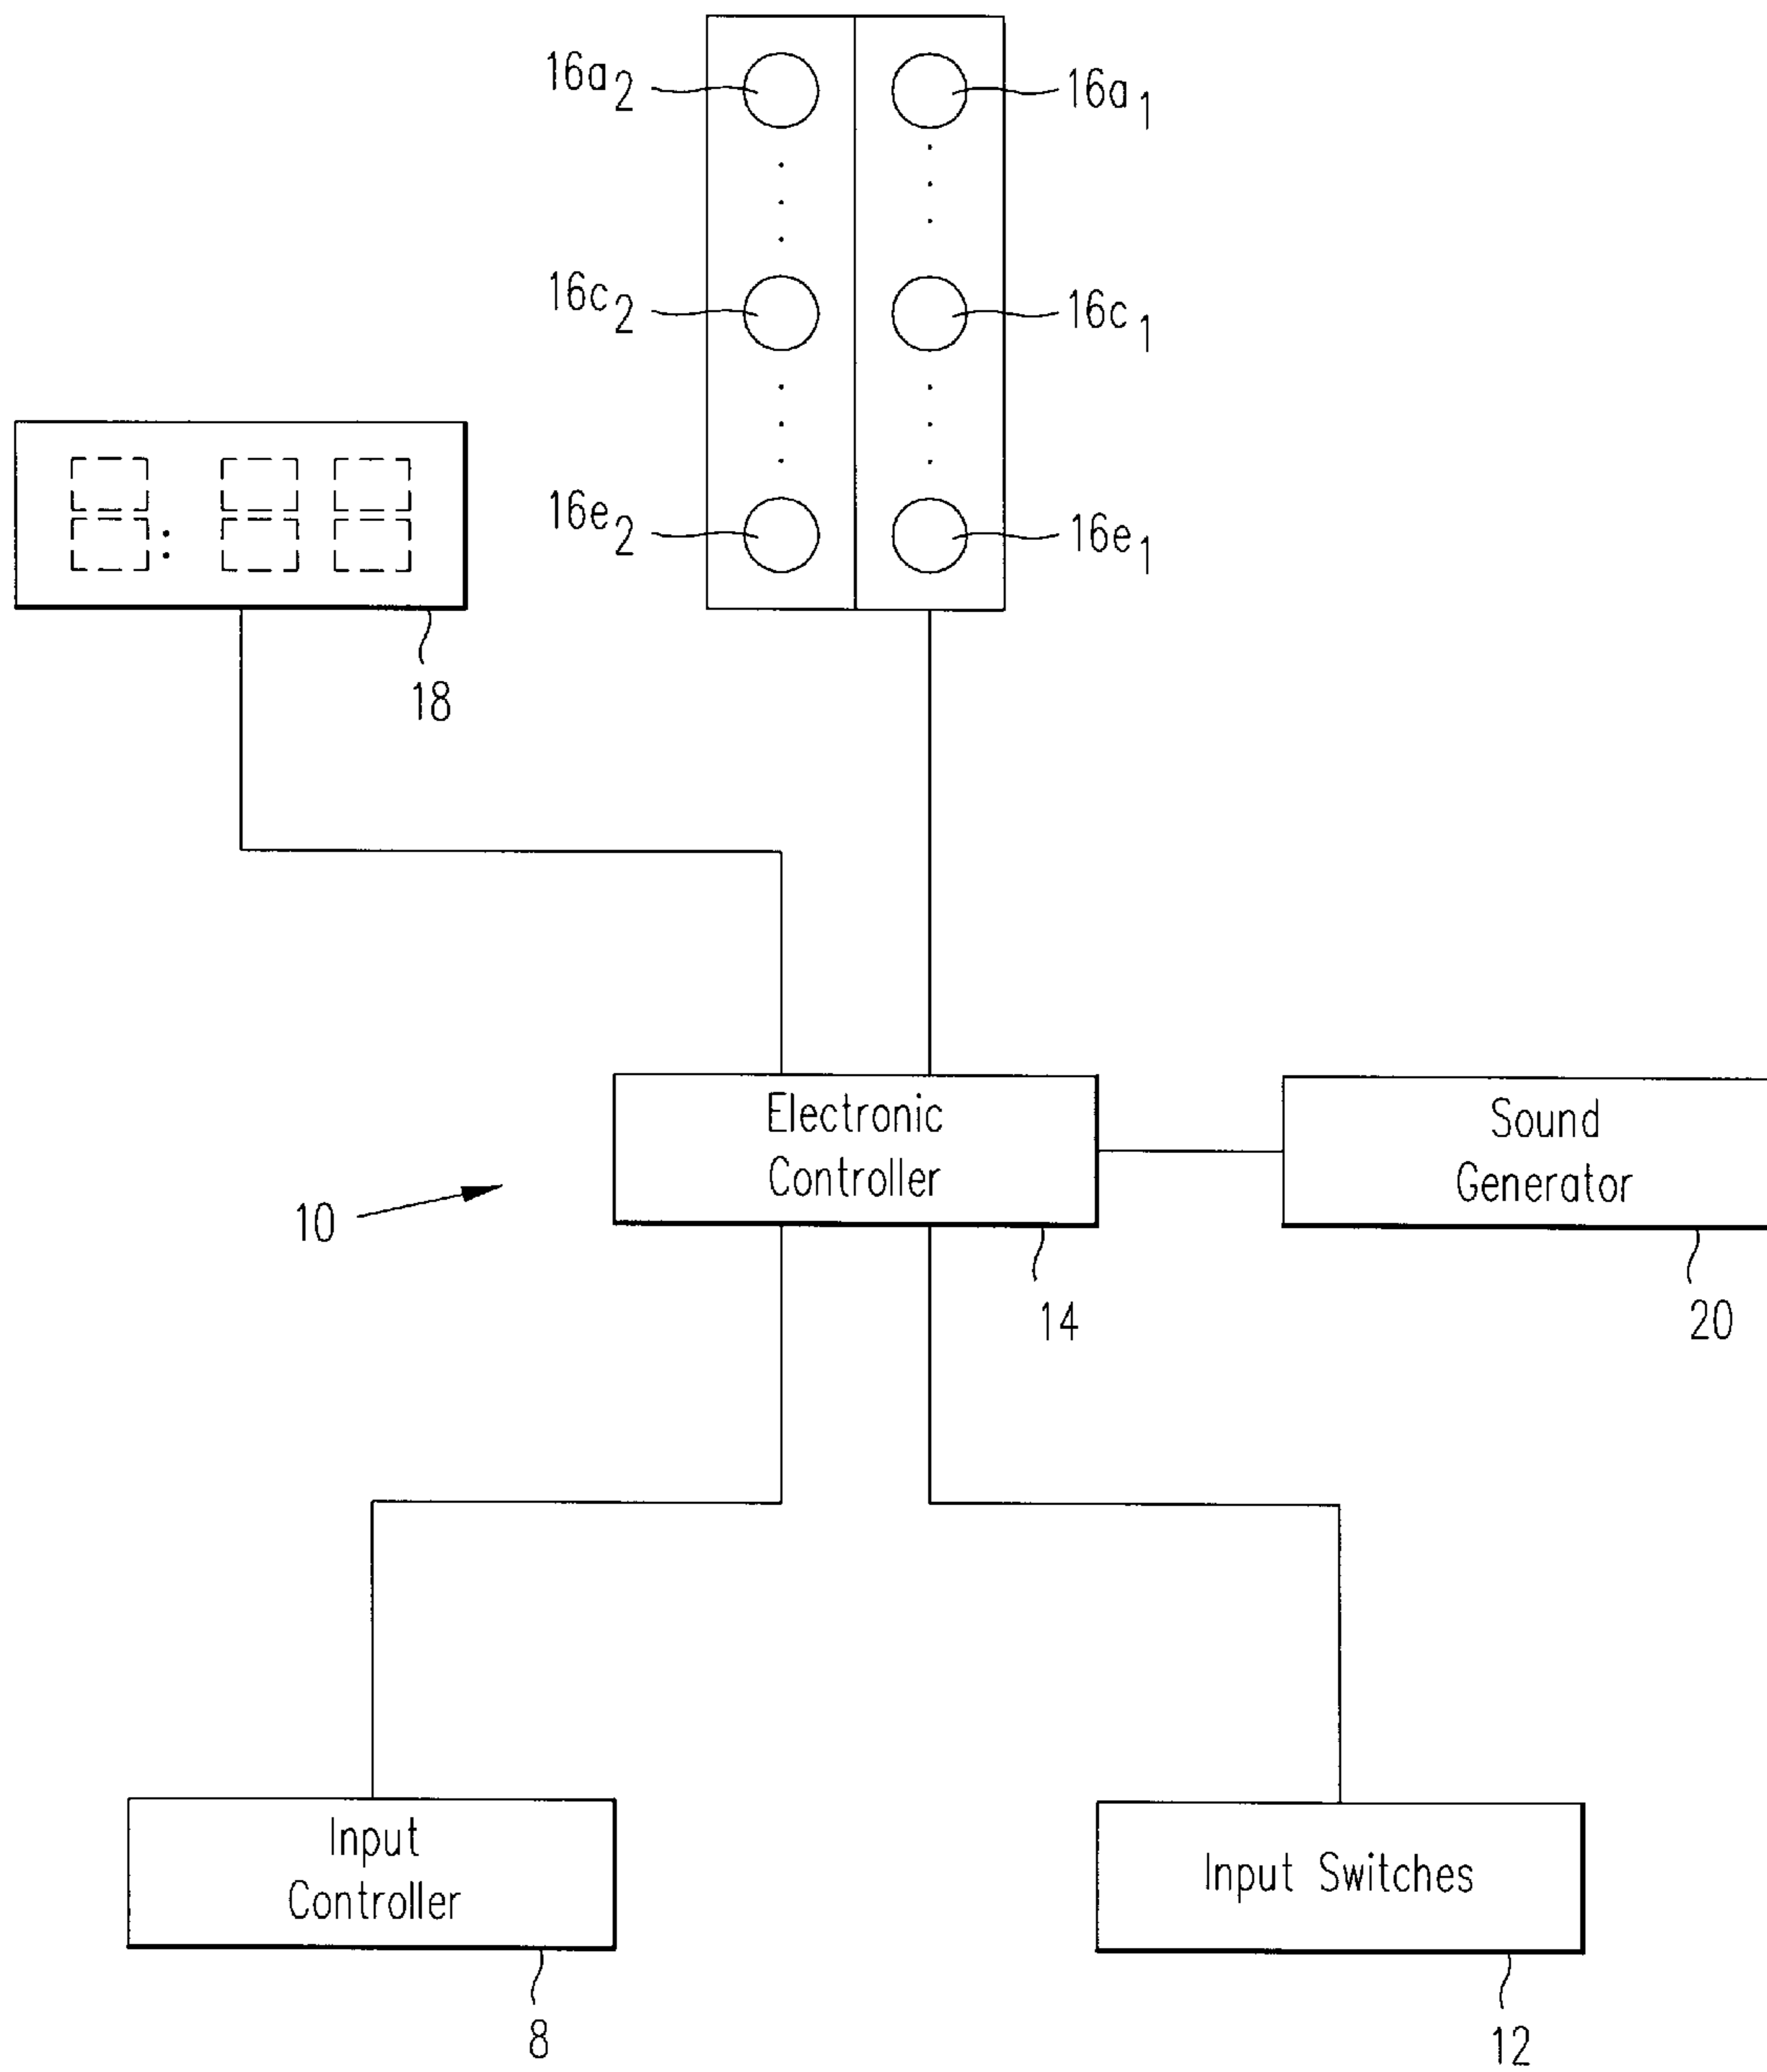 16a2
16a1
16c2
16c1
16e2
16e1
18
Electronic
Controller
Sound
Generator
10
14
20
Input
Controller
Input Switches
8
12